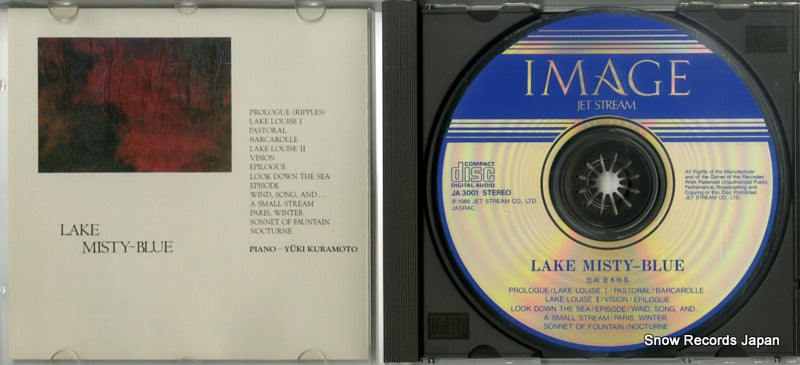 PROLOGUE (RIPPLES)
LAKE LOUISE I
PASTORAL
BARCAROLLE
LAKE LOUISE II
VISION
EPILOGUE
LOOK DOWN THE SEA
EPISODE
WIND, SONG, AND...
A SMALL STREAM
PARIS, WINTER
SONNET OF FAUNTAIN
NOCTURNE
LAKE
MISTY-BLUE
PIANO—YŪKI KURAMOTO
IMAGE
JET STREAM
COMPACT
disc
DIGITAL AUDIO
JA 3001 STEREO
℗ 1986 JET STREAM CO., LTD.
JASRAC
All Rights of the Manufacturer
and of the Owner of the Recorded
Work Reserved Unauthorized Public
Performance, Broadcasting and
Copying of this Disc Prohibited
JET STREAM CO., LTD.
LAKE MISTY-BLUE
倉本裕基
PROLOGUE/LAKE LOUISE I/PASTORAL/BARCAROLLE
LAKE LOUISE II/VISION/EPILOGUE
LOOK DOWN THE SEA/EPISODE/WIND, SONG, AND...
A SMALL STREAM/PARIS, WINTER
SONNET OF FOUNTAIN/NOCTURNE
Snow Records Japan